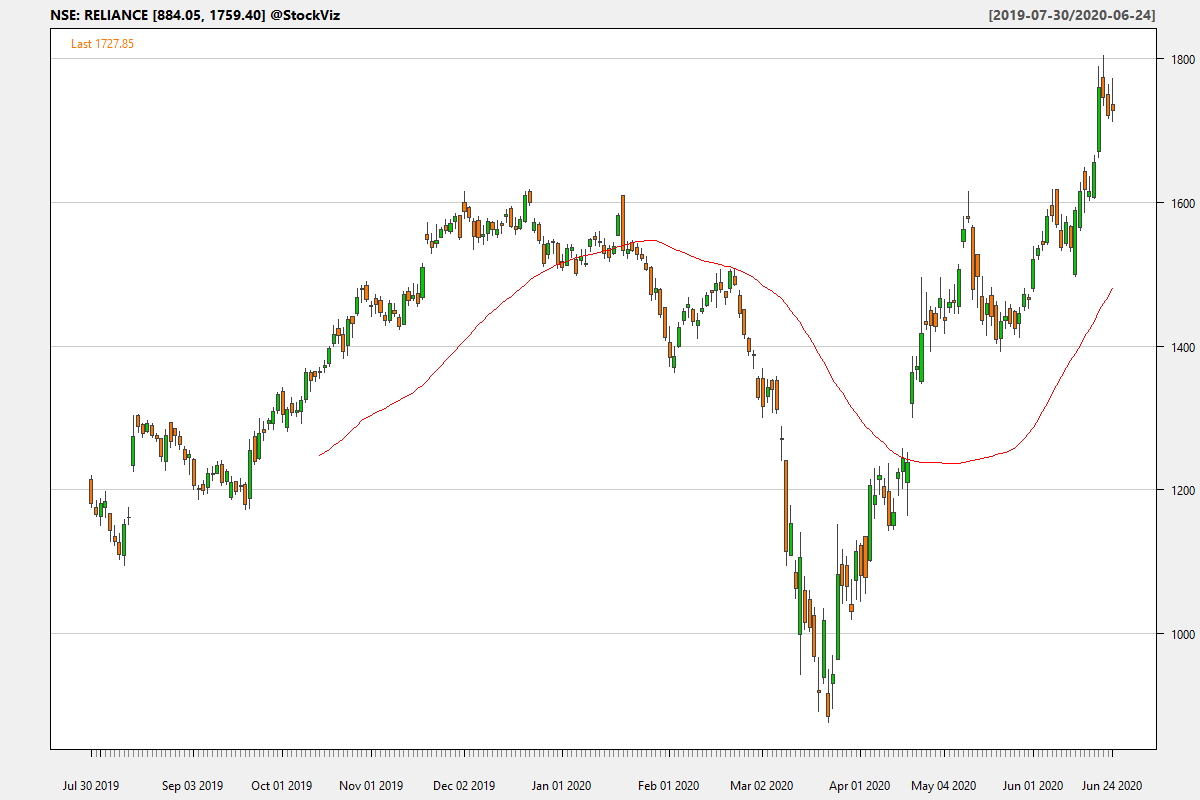 NSE: RELIANCE [884.05, 1759.40] @StockViz
[2019-07-30/2020-06-24]
Last 1727.85
1800
1600
1400
1200
1000
Jul 30 2019 Sep 03 2019 Oct 01 2019 Nov 01 2019 Dec 02 2019 Jan 01 2020 Feb 01 2020 Mar 02 2020 Apr 01 2020 May 04 2020 Jun 01 2020 Jun 24 2020